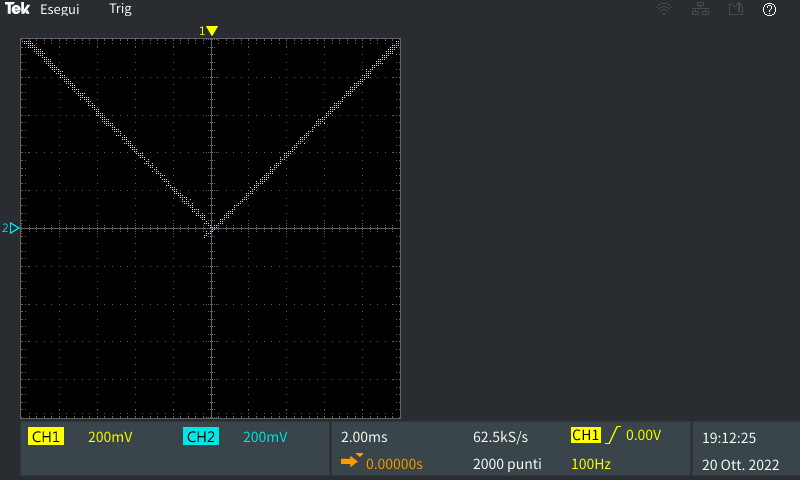 Tek Esegui Trig
1
2
CH1 200mV CH2 200mV 2.00ms 62.5kS/s CH1 0.00V 19:12:25
0.00000s 2000 punti 100Hz 20 Ott. 2022